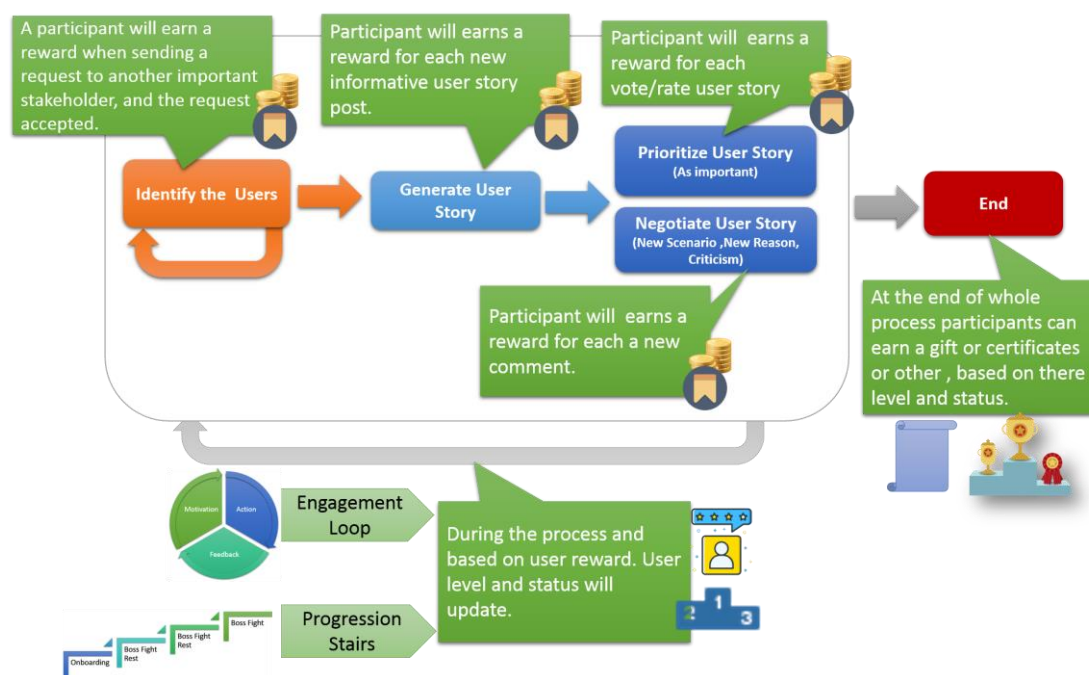 A participant will earn a
reward when sending a
request to another important
stakeholder, and the request
accepted.
Participant will earns a
reward for each new
informative user story
post.
Participant will  earns a
reward for each
vote/rate user story
Identify the  Users
Generate User
Story
Prioritize User Story
(As important)
Negotiate User Story
(New Scenario ,New Reason,
Criticism)
End
Participant will  earns a
reward for each a new
comment.
At the end of whole
process participants can
earn a gift or certificates
or other , based on there
level and status.
Motivation
Action
Feedback
Engagement
Loop
During the process and
based on user reward. User
level and status will
update.
Onboarding
Boss Fight
Rest
Boss Fight
Rest
Boss Fight
Progression
Stairs
2
1
3